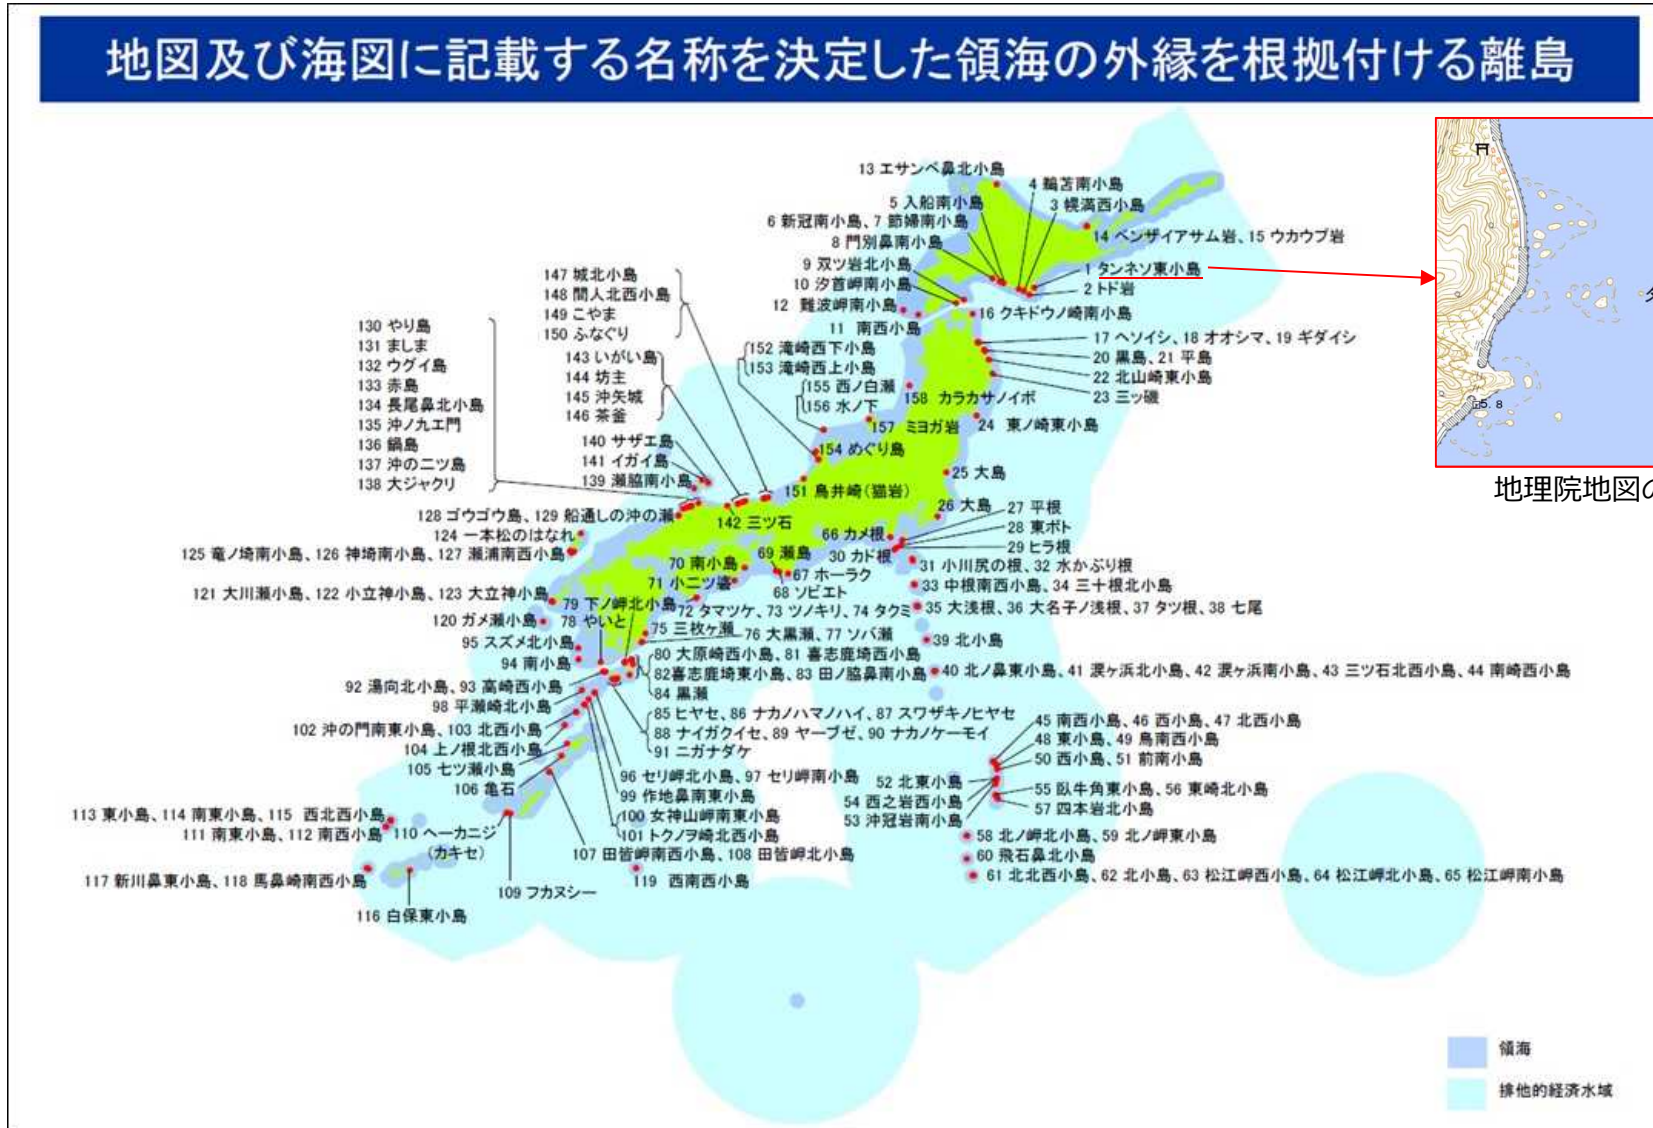 地図及び海図に記載する名称を決定した領海の外縁を根拠付ける離島
13 エサンベ鼻北小島
4 鵜苫南小島
5 入船南小島
3 幌満西小島
6 新冠南小島、7 節婦南小島
8 門別鼻南小島
14 ベンザイアサム岩、15 ウカウプ岩
9 双ツ岩北小島
1 タンネソ東小島
10 汐首岬南小島
2 トド岩
12 難波岬南小島
16 クキドウノ崎南小島
11 南西小島
147 城北小島
148 間人北西小島
149 こやま
150 ふなぐり
17 ヘソイシ、18 オオシマ、19 ギダイシ
20 黒島、21 平島
22 北山崎東小島
23 三ッ磯
130 やり島
131 ましま
132 ウグイ島
133 赤島
134 長尾鼻北小島
135 沖ノ九エ門
136 鍋島
137 沖の二ツ島
138 大ジャクリ
143 いがい島
144 坊主
145 沖矢城
146 茶釜
152 滝崎西下小島
153 滝崎西上小島
155 西ノ白瀬
156 水ノ下
158 カラカサノイボ
157 ミヨガ岩
24 東ノ崎東小島
140 サザエ島
141 イガイ島
139 瀬脇南小島
154 めぐり島
25 大島
151 鳥井崎(猫岩)
26 大島
27 平根
28 東ボト
29 ヒラ根
128 ゴウゴウ島、129 船通しの沖の瀬
142 三ツ石
66 カメ根
30 カド根
124 一本松のはなれ
125 竜ノ埼南小島、126 神埼南小島、127 瀬浦南西小島
69 瀬島
70 南小島
67 ホーラク
31 小川尻の根、32 水かぶり根
71 小二ツ婆
68 ソビエト
33 中根南西小島、34 三十根北小島
121 大川瀬小島、122 小立神小島、123 大立神小島
79 下ノ岬北小島
72 タマツケ、73 ツノキリ、74 タクミ
35 大浅根、36 大名子ノ浅根、37 タツ根、38 七尾
120 ガメ瀬小島
78 やいと
75 三枚ヶ瀬
76 大黒瀬、77 ソバ瀬
39 北小島
95 スズメ北小島
94 南小島
80 大原崎西小島、81 喜志鹿埼西小島
82喜志鹿埼東小島、83 田ノ脇鼻南小島
84 黒瀬
40 北ノ鼻東小島、41 涙ヶ浜北小島、42 涙ヶ浜南小島、43 三ツ石北西小島、44 南崎西小島
92 湯向北小島、93 高崎西小島
98 平瀬崎北小島
85 ヒヤセ、86 ナカノハマノハイ、87 スワザキノヒヤセ
88 ナイガクイセ、89 ヤーブゼ、90 ナカノケーモイ
91 ニガナダケ
102 沖の門南東小島、103 北西小島
104 上ノ根北西小島
105 七ツ瀬小島
106 亀石
45 南西小島、46 西小島、47 北西小島
48 東小島、49 鳥南西小島
50 西小島、51 前南小島
96 セリ岬北小島、97 セリ岬南小島
99 作地鼻南東小島
52 北東小島
54 西之岩西小島
53 沖冠岩南小島
55 臥牛角東小島、56 東崎北小島
57 四本岩北小島
113 東小島、114 南東小島、115 西北西小島
111 南東小島、112 南西小島
110 ヘーカニジ
(カキセ)
100 女神山岬南東小島
101 トクノヲ崎北西小島
107 田皆岬南西小島、108 田皆岬北小島
58 北ノ岬北小島、59 北ノ岬東小島
60 飛石鼻北小島
117 新川鼻東小島、118 馬鼻崎南西小島
109 フカヌシー
119 西南西小島
61 北北西小島、62 北小島、63 松江岬西小島、64 松江岬北小島、65 松江岬南小島
116 白保東小島
5.8
地理院地図の
領海
排他的経済水域